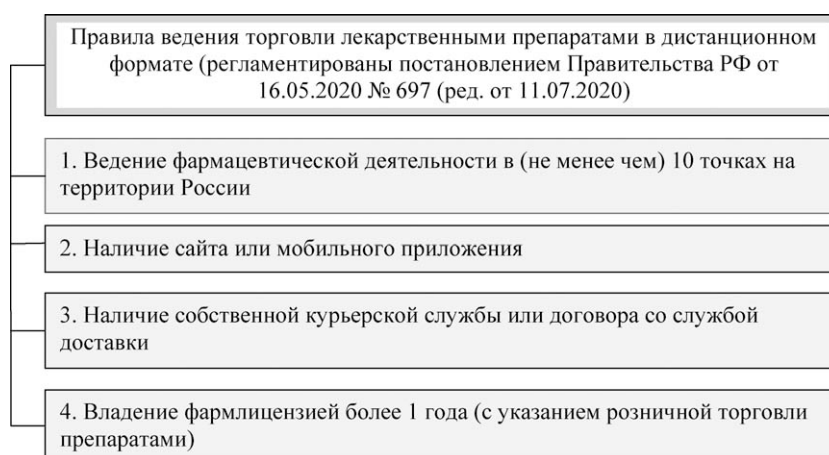 Правила ведения торговли лекарственными препаратами в дистанционном
формате (регламентированы постановлением Правительства РФ от
16.05.2020 № 697 (ред. от 11.07.2020)
1. Ведение фармацевтической деятельности в (не менее чем) 10 точках на
территории России
2. Наличие сайта или мобильного приложения
3. Наличие собственной курьерской службы или договора со службой
доставки
4. Владение фармлицензией более 1 года (с указанием розничной торговли
препаратами)